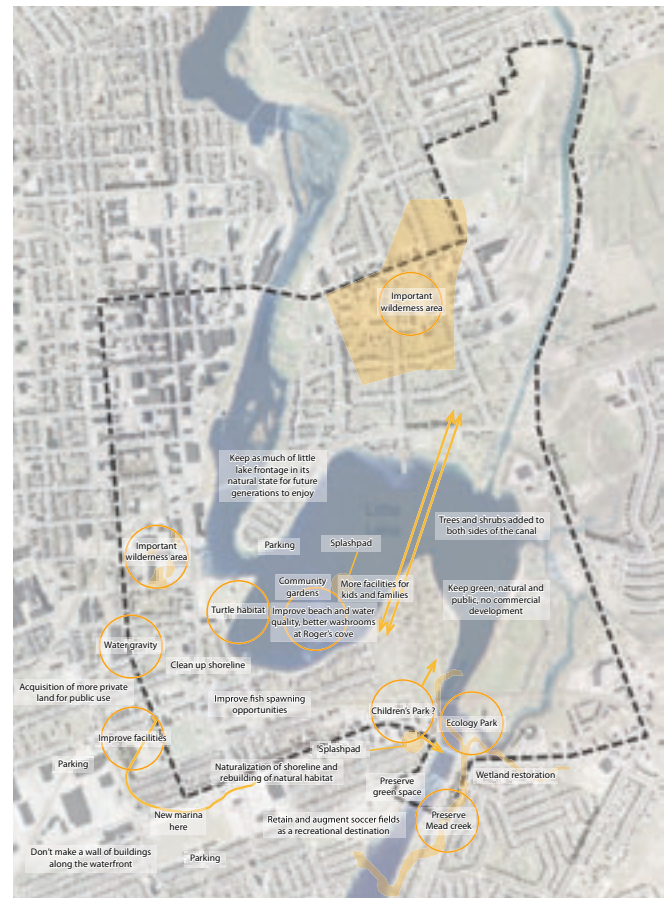 Important
wilderness area
Keep as much of little
lake frontage in its
natural state for future
generations to enjoy
Trees and shrubs added to
both sides of the canal
Important
wilderness area
Parking
Splashpad
Community
gardens
More facilities for
kids and families
Keep green, natural and
public, no commercial
development
Turtle habitat
Improve beach and water
quality, better washrooms
at Roger's cove
Water gravity
Clean up shoreline
Acquisition of more private
land for public use
Improve fish spawning
opportunities
Children's Park ?
Ecology Park
Improve facilities
Splashpad
Parking
Naturalization of shoreline and
rebuilding of natural habitat
Wetland restoration
Preserve
green space
New marina
here
Retain and augment soccer fields
as a recreational destination
Preserve
Mead creek
Don't make a wall of buildings
along the waterfront
Parking